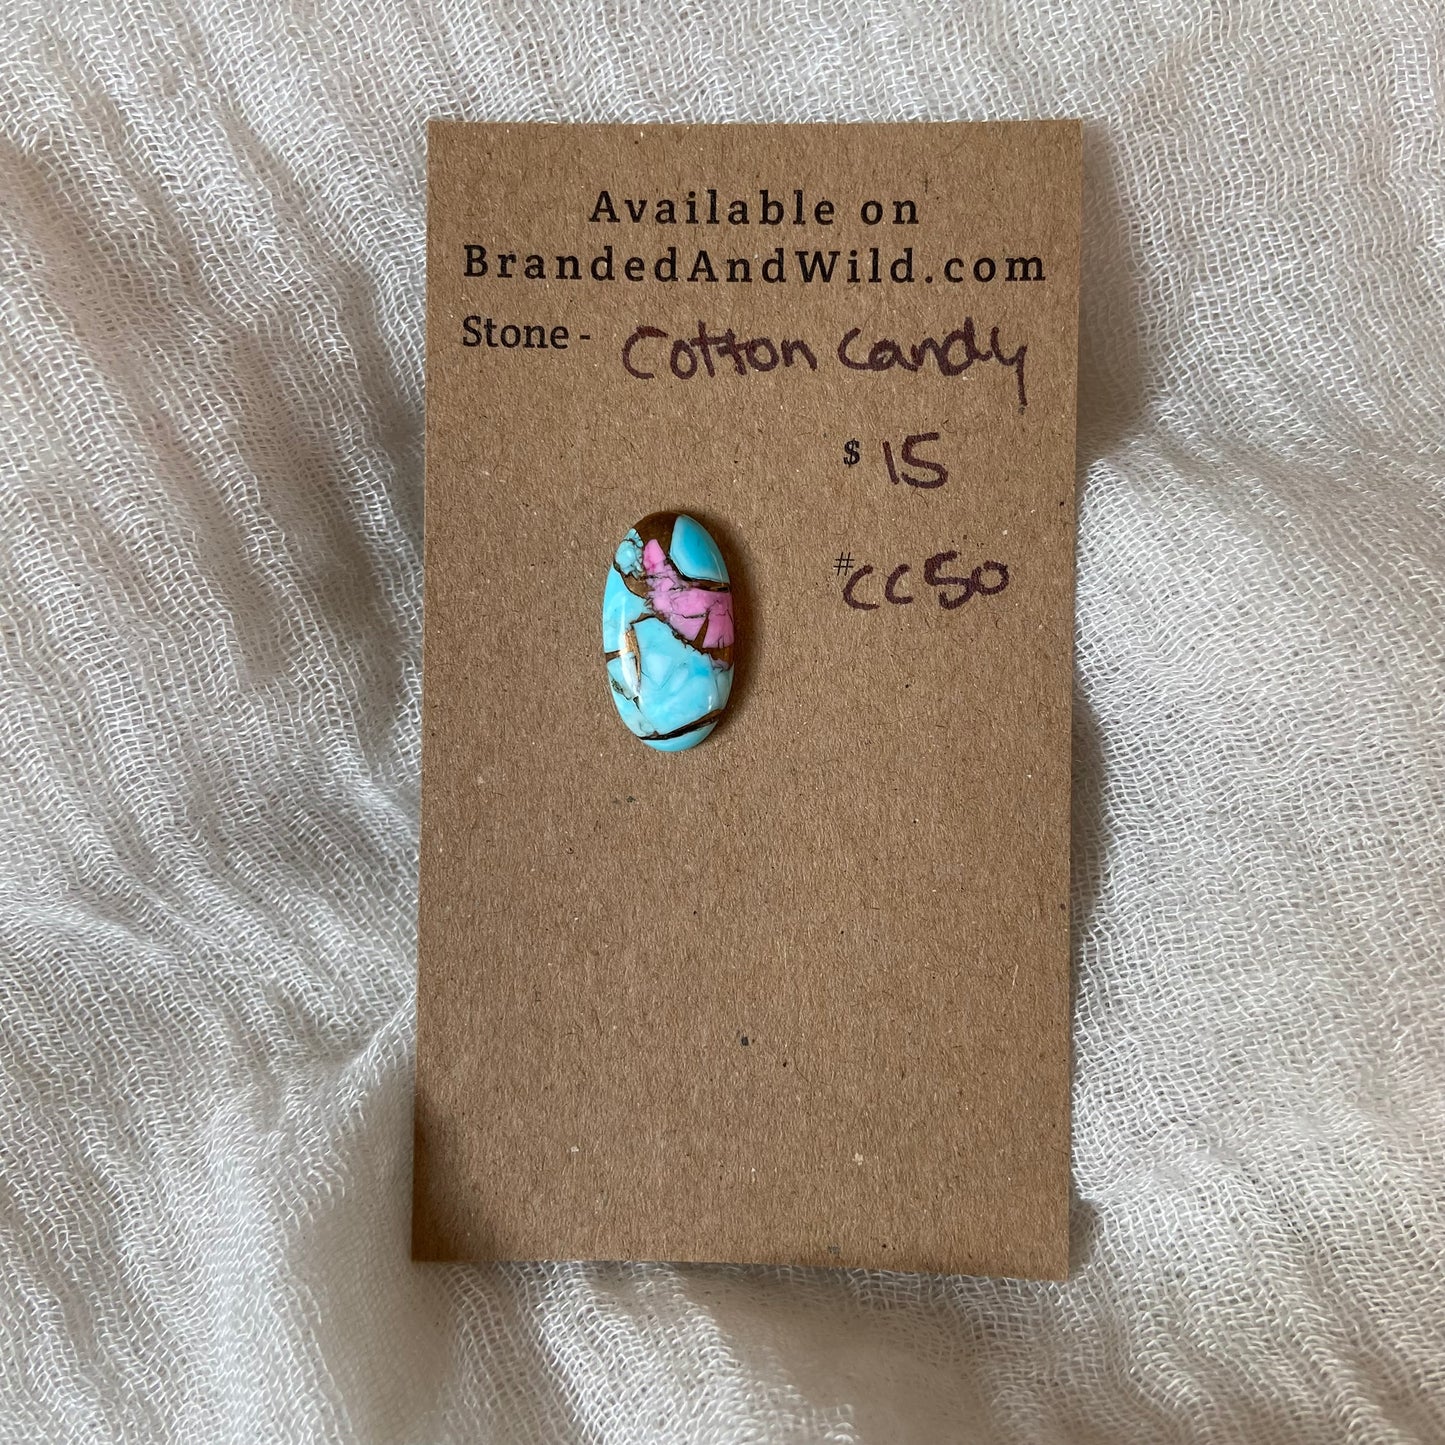 Available on
BrandedAndWild.com
Stone - Cotton Candy
$ 15
# CC50